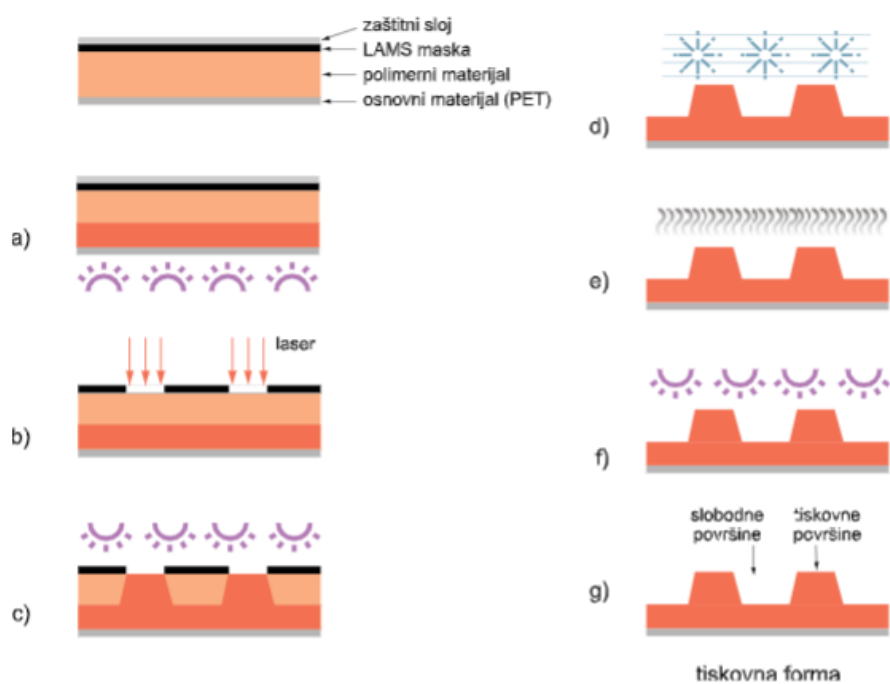 zaštitni sloj
LAMS maska
polimerni materijal
osnovni materijal (PET)
a)
laser
b)
c)
d)
e)
f)
slobodne tiskovne
površine površine
g)
tiskovna forma